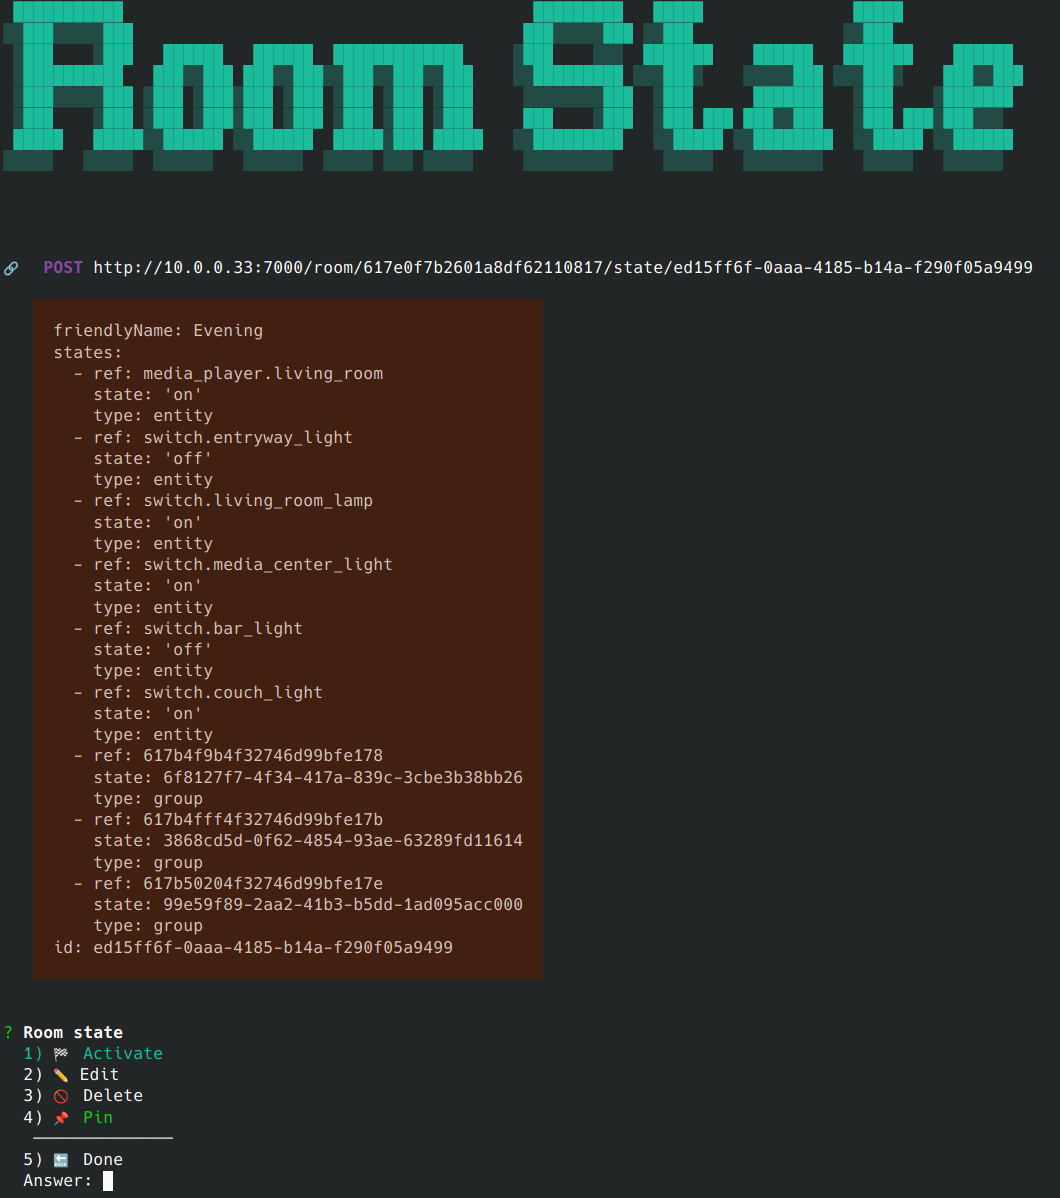 Room State
POST http://10.0.0.33:7000/room/617e0f7b2601a8df62110817/state/ed15ff6f-0aaa-4185-b14a-f290f05a9499
friendlyName: Evening
states:
- ref: media_player.living_room
state: 'on'
type: entity
- ref: switch.entryway_light
state: 'off'
type: entity
- ref: switch.living_room_lamp
state: 'on'
type: entity
- ref: switch.media_center_light
state: 'on'
type: entity
- ref: switch.bar_light
state: 'off'
type: entity
- ref: switch.couch_light
state: 'on'
type: entity
- ref: 617b4f9b4f32746d99bfe178
state: 6f8127f7-4f34-417a-839c-3cbe3b38bb26
type: group
- ref: 617b4fff4f32746d99bfe17b
state: 3868cd5d-0f62-4854-93ae-63289fd11614
type: group
- ref: 617b50204f32746d99bfe17e
state: 99e59f89-2aa2-41b3-b5dd-1ad095acc000
type: group
id: ed15ff6f-0aaa-4185-b14a-f290f05a9499
? Room state
1) 🏁 Activate
2) ✏️ Edit
3) 🚫 Delete
4) 📌 Pin
5) 🔙 Done
Answer: